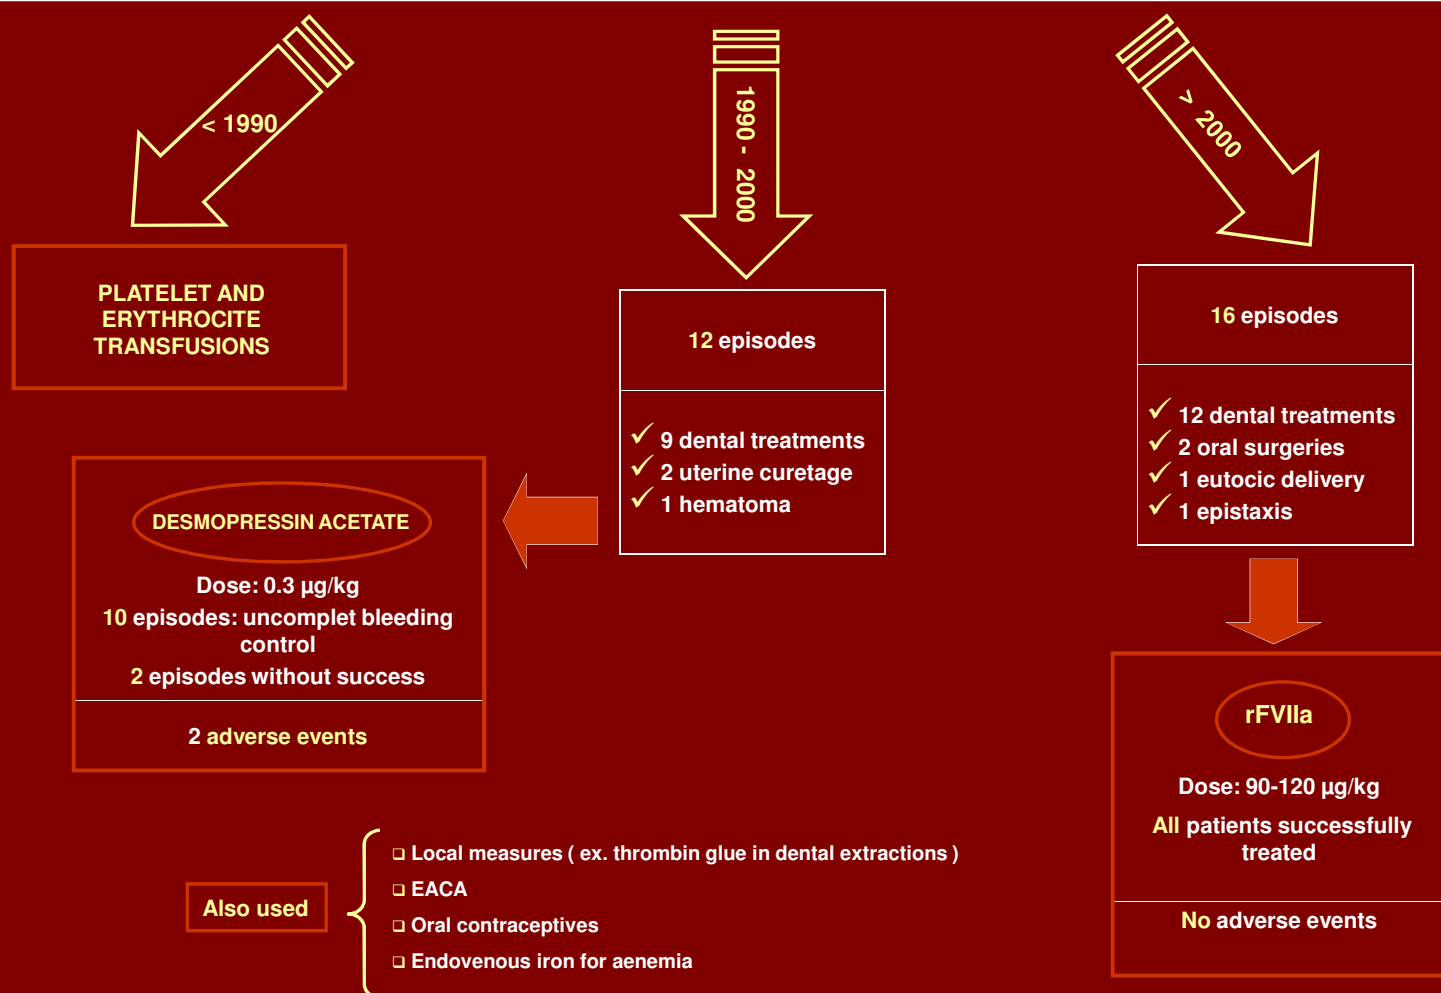 < 1990
PLATELET AND
ERYTHROCITE
TRANSFUSIONS
1990 - 2000
12 episodes
✓ 9 dental treatments
✓ 2 uterine curetage
✓ 1 hematoma
DESMOPRESSIN ACETATE
Dose: 0.3 µg/kg
10 episodes: uncomplet bleeding
control
2 episodes without success
2 adverse events
> 2000
16 episodes
✓ 12 dental treatments
✓ 2 oral surgeries
✓ 1 eutocic delivery
✓ 1 epistaxis
rFVIIa
Dose: 90-120 µg/kg
All patients successfully
treated
No adverse events
Also used
❑ Local measures ( ex. thrombin glue in dental extractions )
❑ EACA
❑ Oral contraceptives
❑ Endovenous iron for aenemia